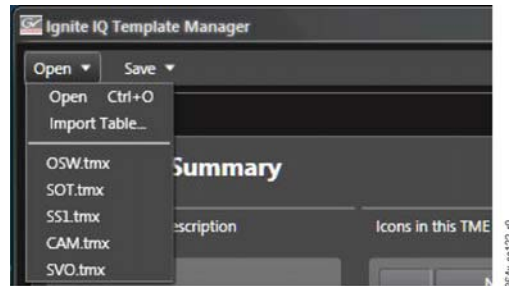 Ignite IQ Template Manager
Open Save
Open Ctrl+O
Import Table...
OSW.tmx
Summary
SOT.tmx
SS1.tmx
escription Icons in this TME
CAM.tmx
SVO.tmx